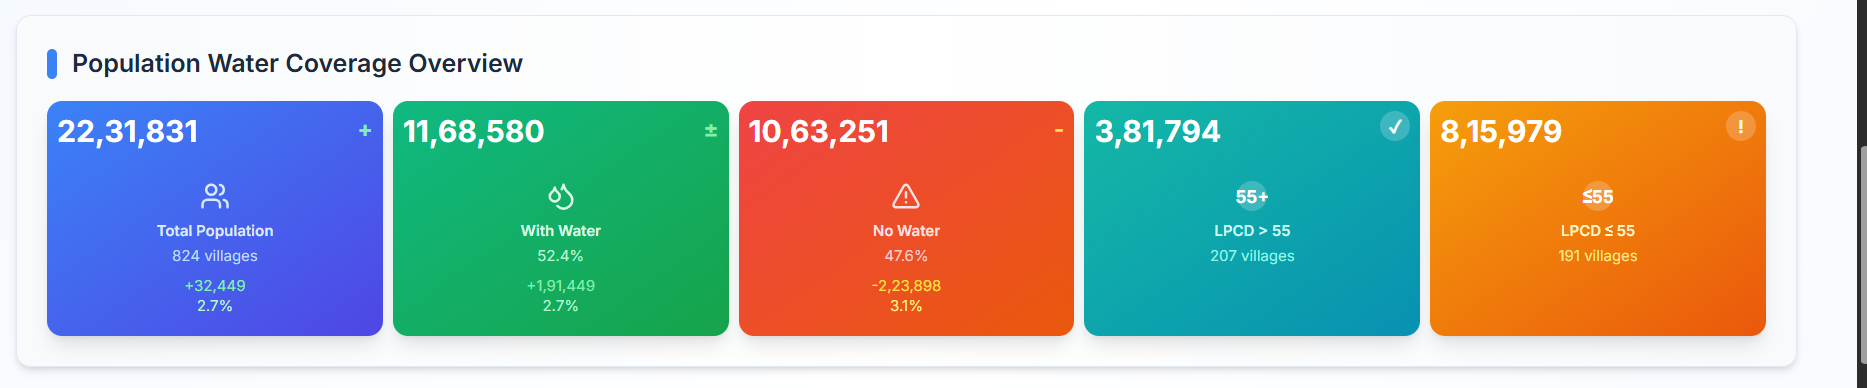 Population Water Coverage Overview
22,31,831 +
Total Population
824 villages
+32,449
2.7%
11,68,580 ±
With Water
52.4%
+1,91,449
2.7%
10,63,251 -
No Water
47.6%
-2,23,898
3.1%
3,81,794 ✓
55+
LPCD > 55
207 villages
8,15,979 !
≤55
LPCD ≤ 55
191 villages